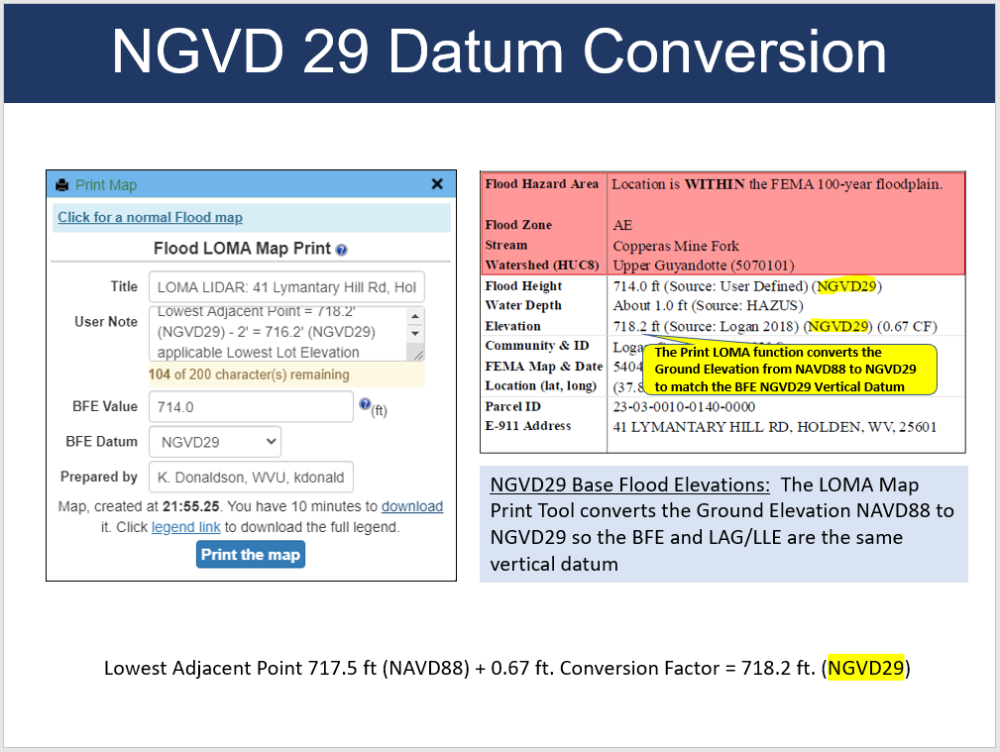 NGVD 29 Datum Conversion
Print Map
Click for a normal Flood map
Flood LOMA Map Print
Title LOMA LIDAR: 41 Lymantary Hill Rd, Hol
User Note Lowest Adjacent Point = 718.2'
(NGVD29) - 2' = 716.2' (NGVD29)
applicable Lowest Lot Elevation
104 of 200 character(s) remaining
BFE Value 714.0 (ft)
BFE Datum NGVD29
Prepared by K. Donaldson, WVU, kdonald
Map, created at 21:55.25. You have 10 minutes to download
it. Click legend link to download the full legend.
Print the map
Flood Hazard Area Location is WITHIN the FEMA 100-year floodplain.
Flood Zone AE
Stream Copperas Mine Fork
Watershed (HUC8) Upper Guyandotte (5070101)
Flood Height 714.0 ft (Source: User Defined) (NGVD29)
Water Depth About 1.0 ft (Source: HAZUS)
Elevation 718.2 ft (Source: Logan 2018) (NGVD29) (0.67 CF)
Community & ID
FEMA Map & Date 5404
Location (lat, long) (37.8
The Print LOMA function converts the
Ground Elevation from NAVD88 to NGVD29
to match the BFE NGVD29 Vertical Datum
Parcel ID 23-03-0010-0140-0000
E-911 Address 41 LYMANTARY HILL RD, HOLDEN, WV, 25601
NGVD29 Base Flood Elevations: The LOMA Map
Print Tool converts the Ground Elevation NAVD88 to
NGVD29 so the BFE and LAG/LLE are the same
vertical datum
Lowest Adjacent Point 717.5 ft (NAVD88) + 0.67 ft. Conversion Factor = 718.2 ft. (NGVD29)